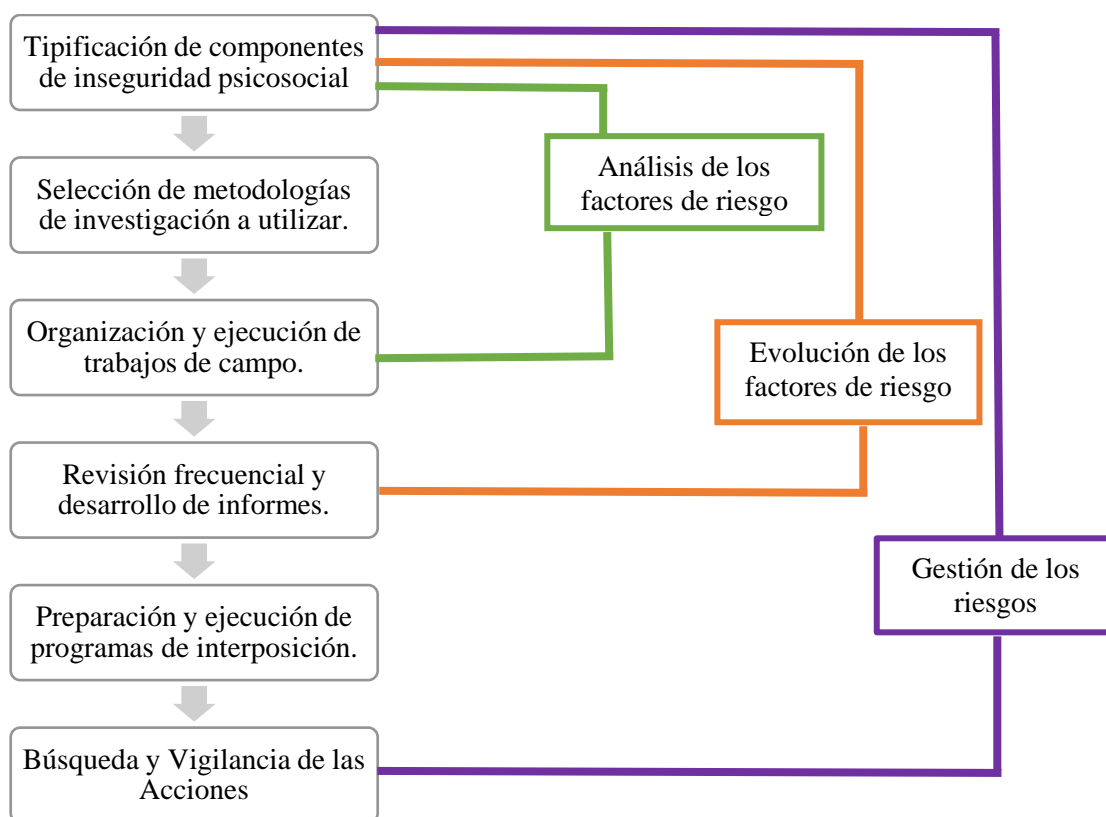 Tipificación de componentes
de inseguridad psicosocial
Selección de metodologías
de investigación a utilizar.
Organización y ejecución de
trabajos de campo.
Revisión frecuencial y
desarrollo de informes.
Preparación y ejecución de
programas de interposición.
Búsqueda y Vigilancia de las
Acciones
Análisis de los
factores de riesgo
Evolución de los
factores de riesgo
Gestión de los
riesgos